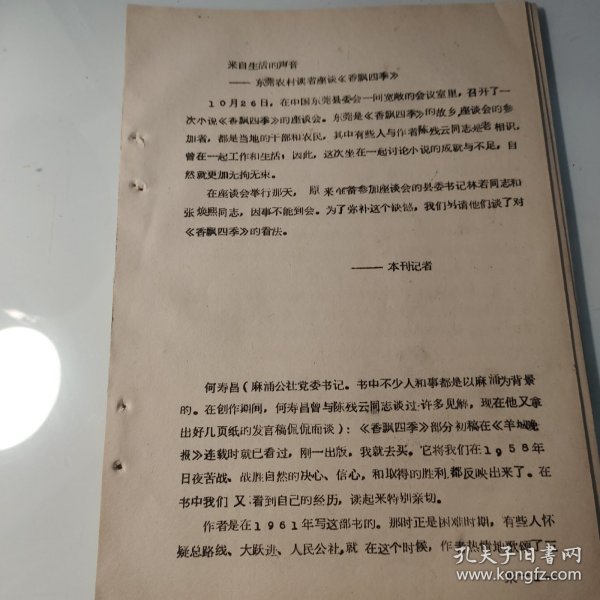 来自生活的声音
—— 东莞农村读者座谈《香飘四季》
10月26日，在中国东莞县委会一间宽敞的会议室里，召开了一
次小说《香飘四季》的座谈会。东莞是《香飘四季》的故乡，座谈会的参
加者，都是当地的干部和农民，其中有些人与作者陈残云同志是老相识，
曾在一起工作和生活；因此，这次坐在一起讨论小说的成就与不足，自
然就更加无拘无束。
在座谈会举行那天，原来准备参加座谈会的县委书记林若同志和
张焕照同志，因事不能到会。为了弥补这个缺憾，我们另请他们谈了对
《香飘四季》的看法。
—— 本刊记者
何寿昌（麻涌公社党委书记。书中不少人和事都是以麻涌为背景
的。在创作期间，何寿昌曾与陈残云同志谈过许多见解，现在他又拿
出好几页纸的发言稿侃侃而谈）：《香飘四季》部分初稿在《羊城晚
报》连载时就已看过，刚一出版，我就去买。它将我们在1958年
日夜苦战、战胜自然的决心、信心，和取得的胜利都反映出来了。在
书中我们又看到自己的经历，读起来特别亲切。
作者是在1961年写这部书的。那时正是困难时期，有些人怀
疑总路线、大跃进、人民公社。就在这个时候，作者热情地歌颂了三
孔夫子旧书网
www.kongfz.com